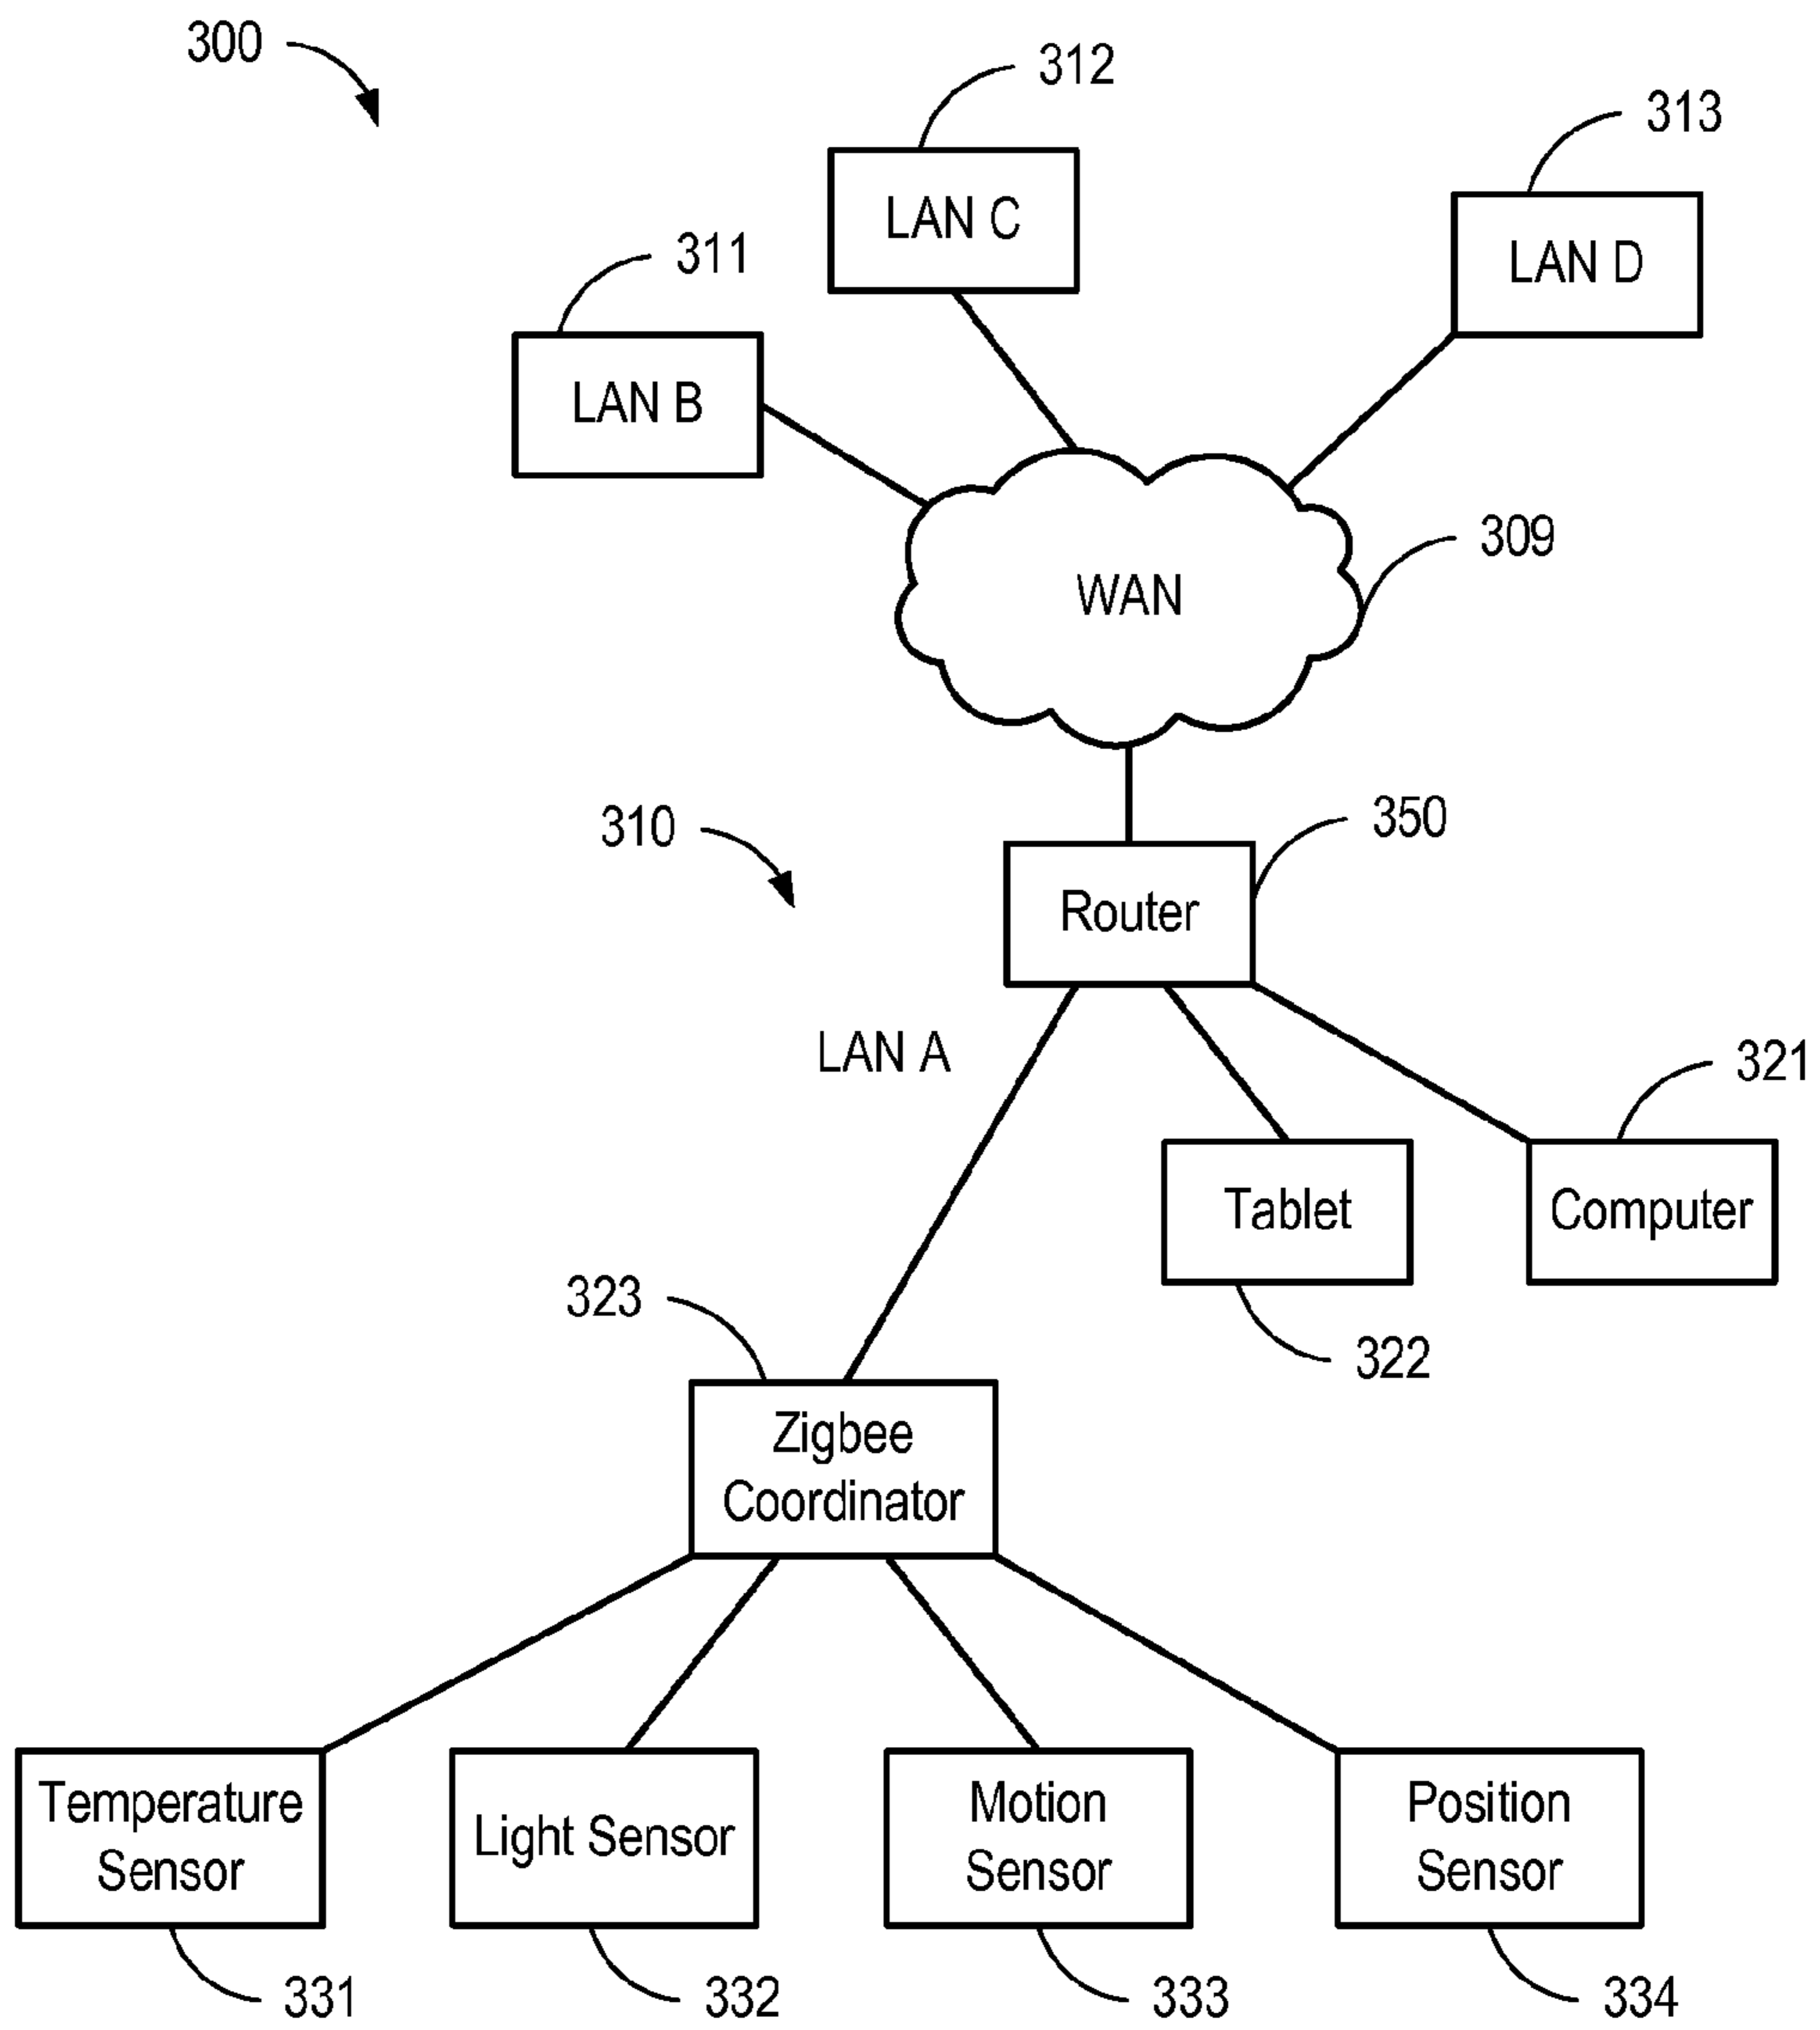 300
312
313
LAN C
311
LAN D
LAN B
309
WAN
310
350
Router
LAN A
321
Tablet
Computer
323
322
Zigbee
Coordinator
Temperature
Sensor
Light Sensor
Motion
Sensor
Position
Sensor
331
332
333
334